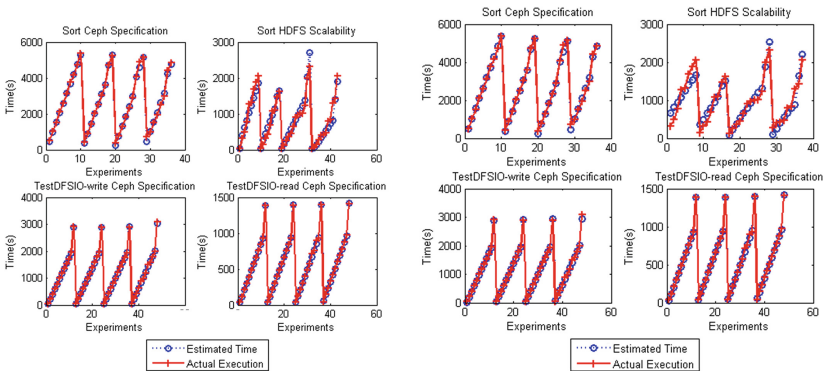 Sort Ceph Specification
6000
4000
2000
0
Time(s)
0 10 20 30 40
Experiments
Sort HDFS Scalability
3000
2000
1000
0
Time(s)
0 20 40 60
Experiments
TestDFSIO-write Ceph Specification
4000
3000
2000
1000
0
Time(s)
0 20 40
Experiments
TestDFSIO-read Ceph Specification
1500
1000
500
0
Time(s)
0 20 40 60
Experiments
Estimated Time
Actual Execution
Sort Ceph Specification
6000
4000
2000
0
Time(s)
0 10 20 30 40
Experiments
Sort HDFS Scalability
3000
2000
1000
0
Time(s)
0 10 20 30 40
Experiments
TestDFSIO-write Ceph Specification
4000
3000
2000
1000
0
Time(s)
0 20 40 60
Experiments
TestDFSIO-read Ceph Specification
1500
1000
500
0
Time(s)
0 20 40 60
Experiments
Estimated Time
Actual Execution